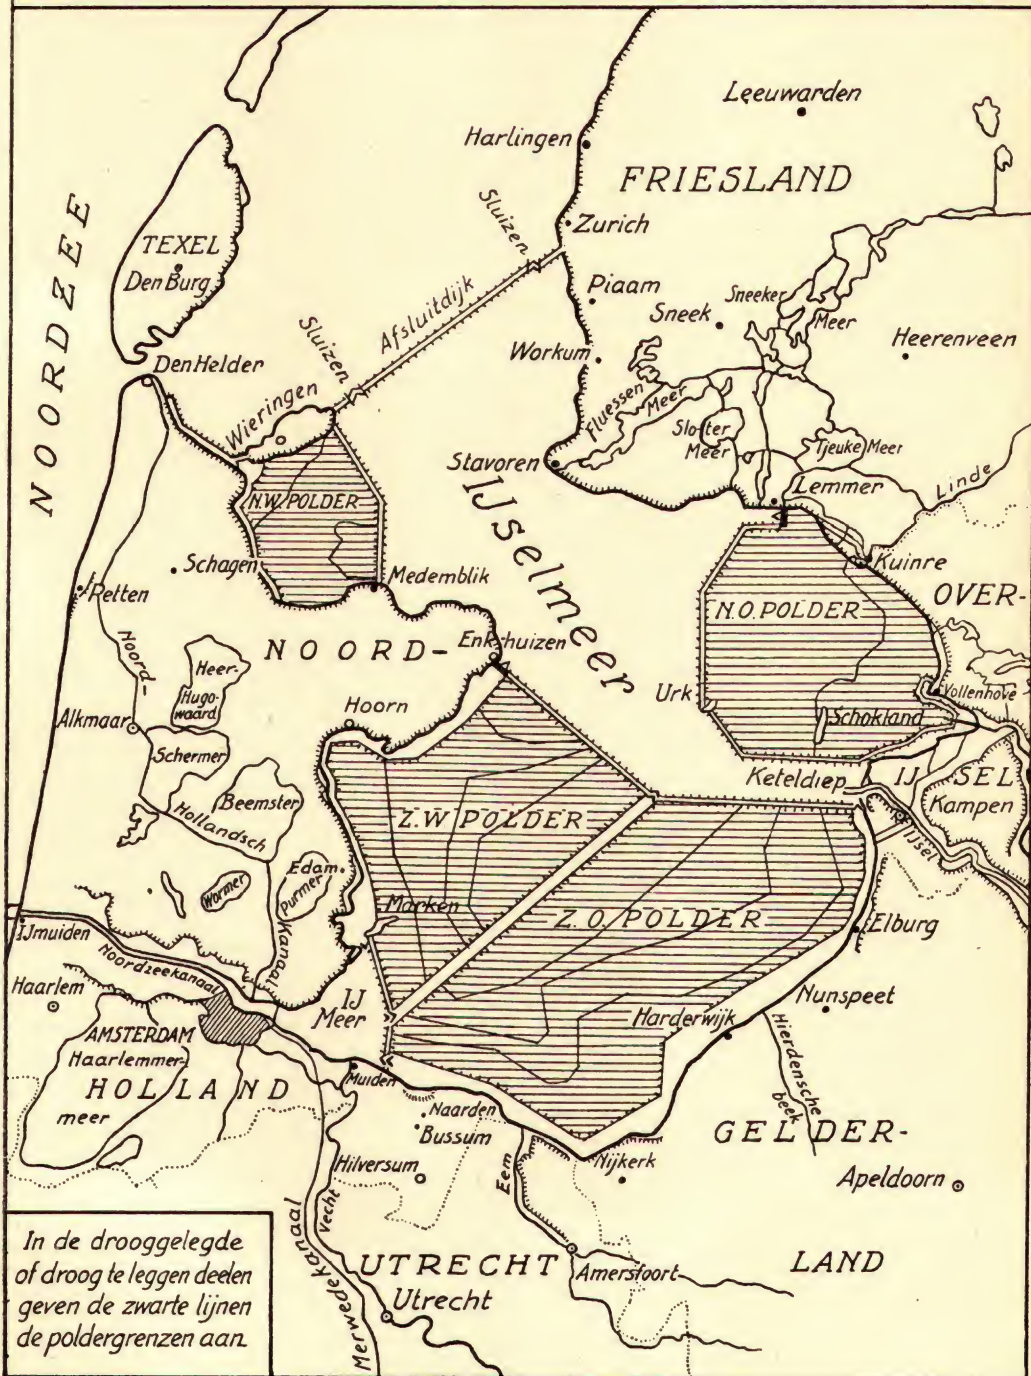 Leeuwarden
Harlingen
FRIESLAND
NOORDZEE
TEXEL
Den Burg
Sluizen
Zurich
Afsluitdijk
Piaam
Sneek
Sneeker
Meer
Heerenveen
Sluizen
Workum
Den Helder
Wieringen
Fluessen
Meer
Sloter
Meer
Tjeuke Meer
Stavoren
Lemmer
Linde
IJselmeer
N.W. POLDER
Schagen
Medemblik
Kuinre
Petten
N.O. POLDER
OVER-
NOORD-
Enkhuizen
Noord-
Heer-
Hugo-
waard
Urk
Vollenhove
Schokland
Alkmaar
Hoorn
Schermer
Keteldiep
IJSEL
Kampen
IJsel
Beemster
Hollandsch
Z.W POLDER
Edam
Purmer
Wormer
Marken
Kanaal
Z.O. POLDER
Elburg
IJmuiden
Noordzeekanaal
Haarlem
IJ
Meer
Harderwijk
Nunspeet
AMSTERDAM
Haarlemmer-
meer
HOLLAND
Muiden
Naarden
Bussum
Hierdensche
beek
GELDER-
Hilversum
Eem
Nijkerk
Apeldoorn
Vecht
Merwedekanaal
UTRECHT
Utrecht
Amersfoort
LAND
In de drooggelegde
of droog te leggen deelen
geven de zwarte lijnen
de poldergrenzen aan.